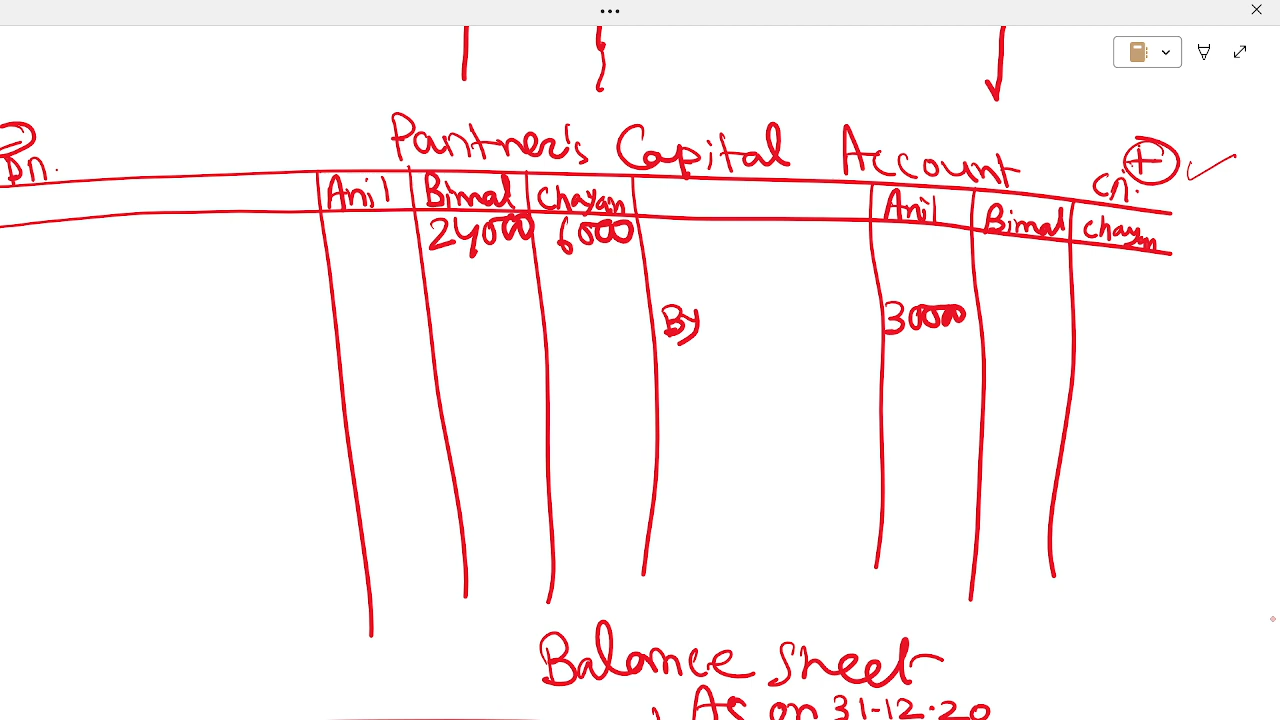 Partner's Capital Account
Dr.
Cr. +
Anil Bimal Chayan Anil Bimal Chayan
24000 6000
By 30000
Balance Sheet
As on 31-12-20